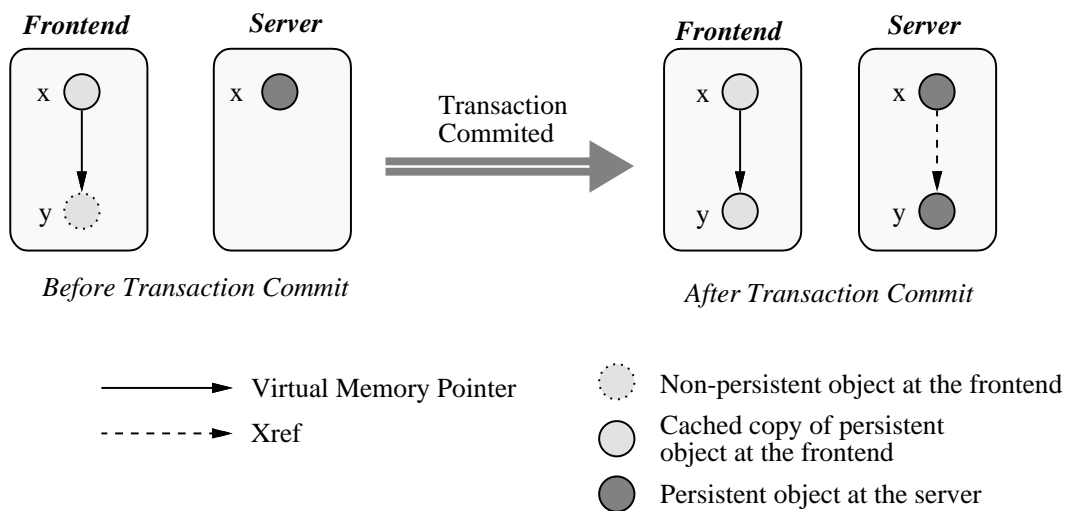 Frontend
Server
x
x
y
Before Transaction Commit
Transaction
Commited
Frontend
Server
x
x
y
y
After Transaction Commit
Virtual Memory Pointer
Xref
Non-persistent object at the frontend
Cached copy of persistent
object at the frontend
Persistent object at the server